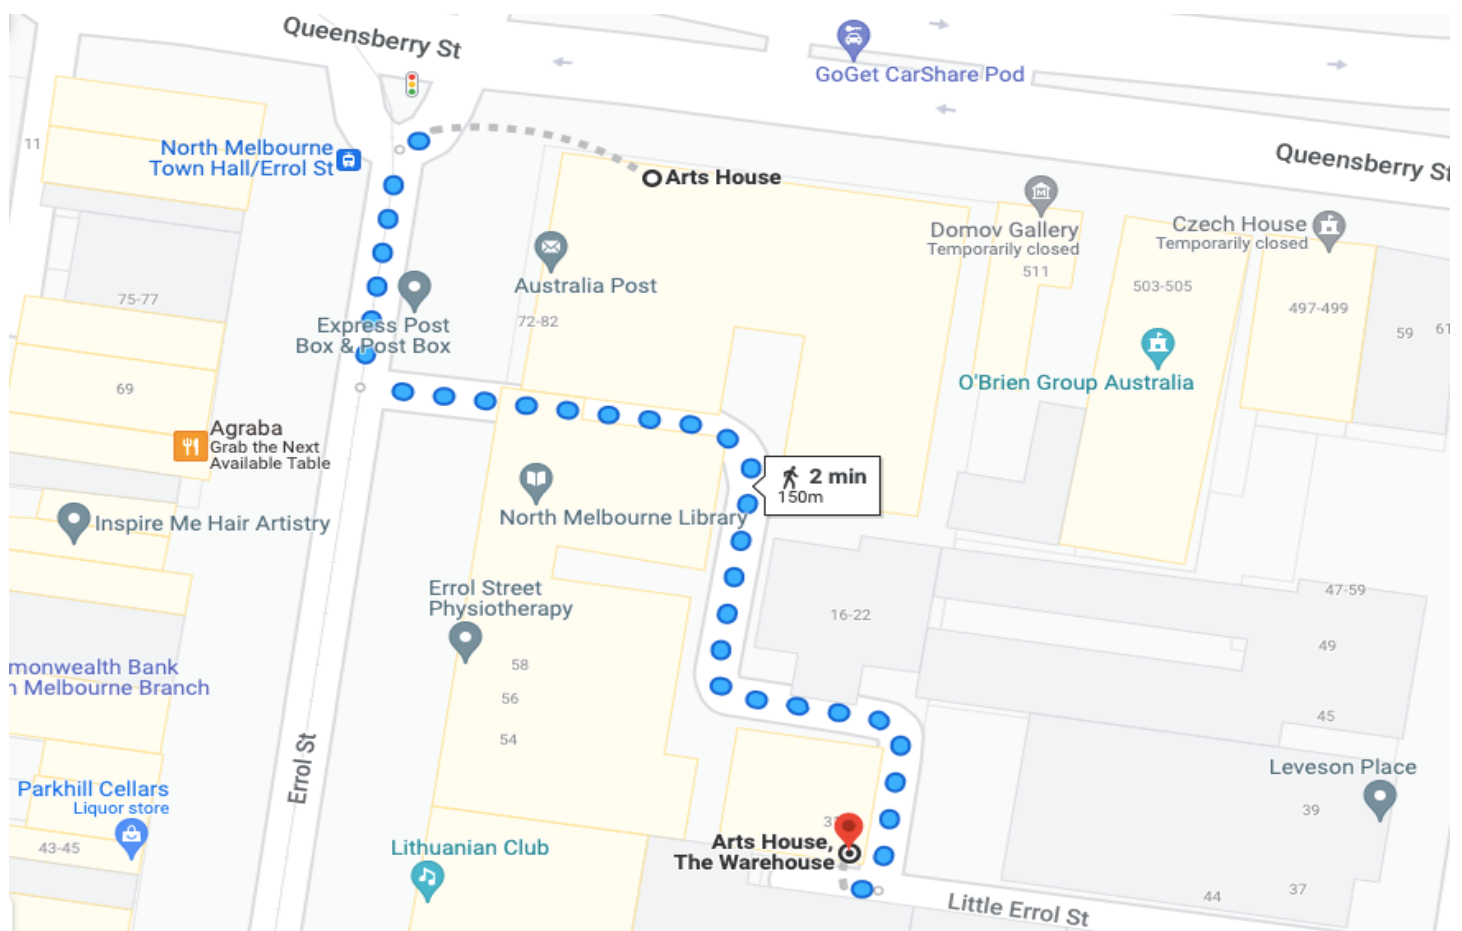 Queensberry St
GoGet CarShare Pod
11
North Melbourne
Town Hall/Errol St
Arts House
Queensberry St
Domov Gallery
Temporarily closed
511
Czech House
Temporarily closed
Australia Post
72-82
503-505
497-499
59
61
75-77
Express Post
Box & Post Box
O'Brien Group Australia
69
Agraba
Grab the Next
Available Table
2 min
150m
Inspire Me Hair Artistry
North Melbourne Library
Errol Street
Physiotherapy
16-22
47-59
49
58
monwealth Bank
n Melbourne Branch
56
45
54
Errol St
Leveson Place
Parkhill Cellars
Liquor store
39
43-45
Lithuanian Club
Arts House,
The Warehouse
37
44
Little Errol St